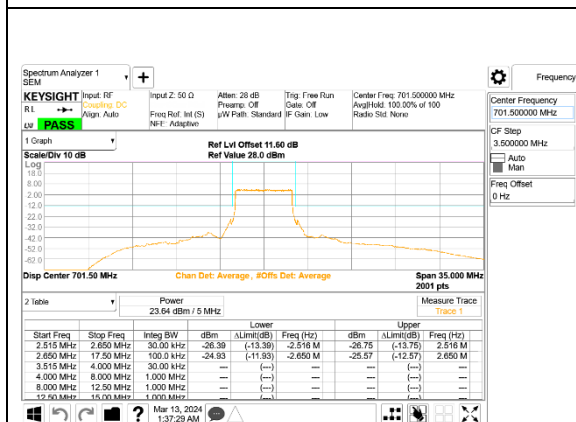 Spectrum Analyzer 1
SEM
+
Frequency
KEYSIGHT Input: RF Input Z: 50 Ω Atten: 28 dB Trig: Free Run Center Freq: 701.500000 MHz
RL Coupling: DC Preamp: Off Gate: Off Avg|Hold: 100.00% of 100
Align: Auto Freq Ref: Int (S) µW Path: Standard IF Gain: Low Radio Std: None
PASS NFE: Adaptive
Center Frequency
701.500000 MHz
CF Step
3.500000 MHz
Auto
Man
Freq Offset
0 Hz
1 Graph
Ref Lvl Offset 11.60 dB
Scale/Div 10 dB Ref Value 28.0 dBm
Log
18.0
8.00
-2.00
-12.0
-22.0
-32.0
-42.0
-52.0
-62.0
Disp Center 701.50 MHz Chan Det: Average , #Offs Det: Average Span 35.000 MHz
2001 pts
2 Table Power Measure Trace
23.64 dBm / 5 MHz Trace 1
Lower Upper
Start Freq Stop Freq Integ BW dBm ΔLimit(dB) Freq (Hz) dBm ΔLimit(dB) Freq (Hz)
2.515 MHz 2.650 MHz 30.00 kHz -26.39 (-13.39) -2.516 M -26.75 (-13.75) 2.516 M
2.650 MHz 17.50 MHz 100.0 kHz -24.93 (-11.93) -2.650 M -25.57 (-12.57) 2.650 M
3.515 MHz 4.000 MHz 30.00 kHz --- (---) --- --- (---) ---
4.000 MHz 8.000 MHz 1.000 MHz --- (---) --- --- (---) ---
8.000 MHz 12.50 MHz 1.000 MHz --- (---) --- --- (---) ---
12.50 MHz 15.00 MHz 1.000 MHz --- (---) --- --- (---) ---
? Mar 13, 2024
1:37:29 AM